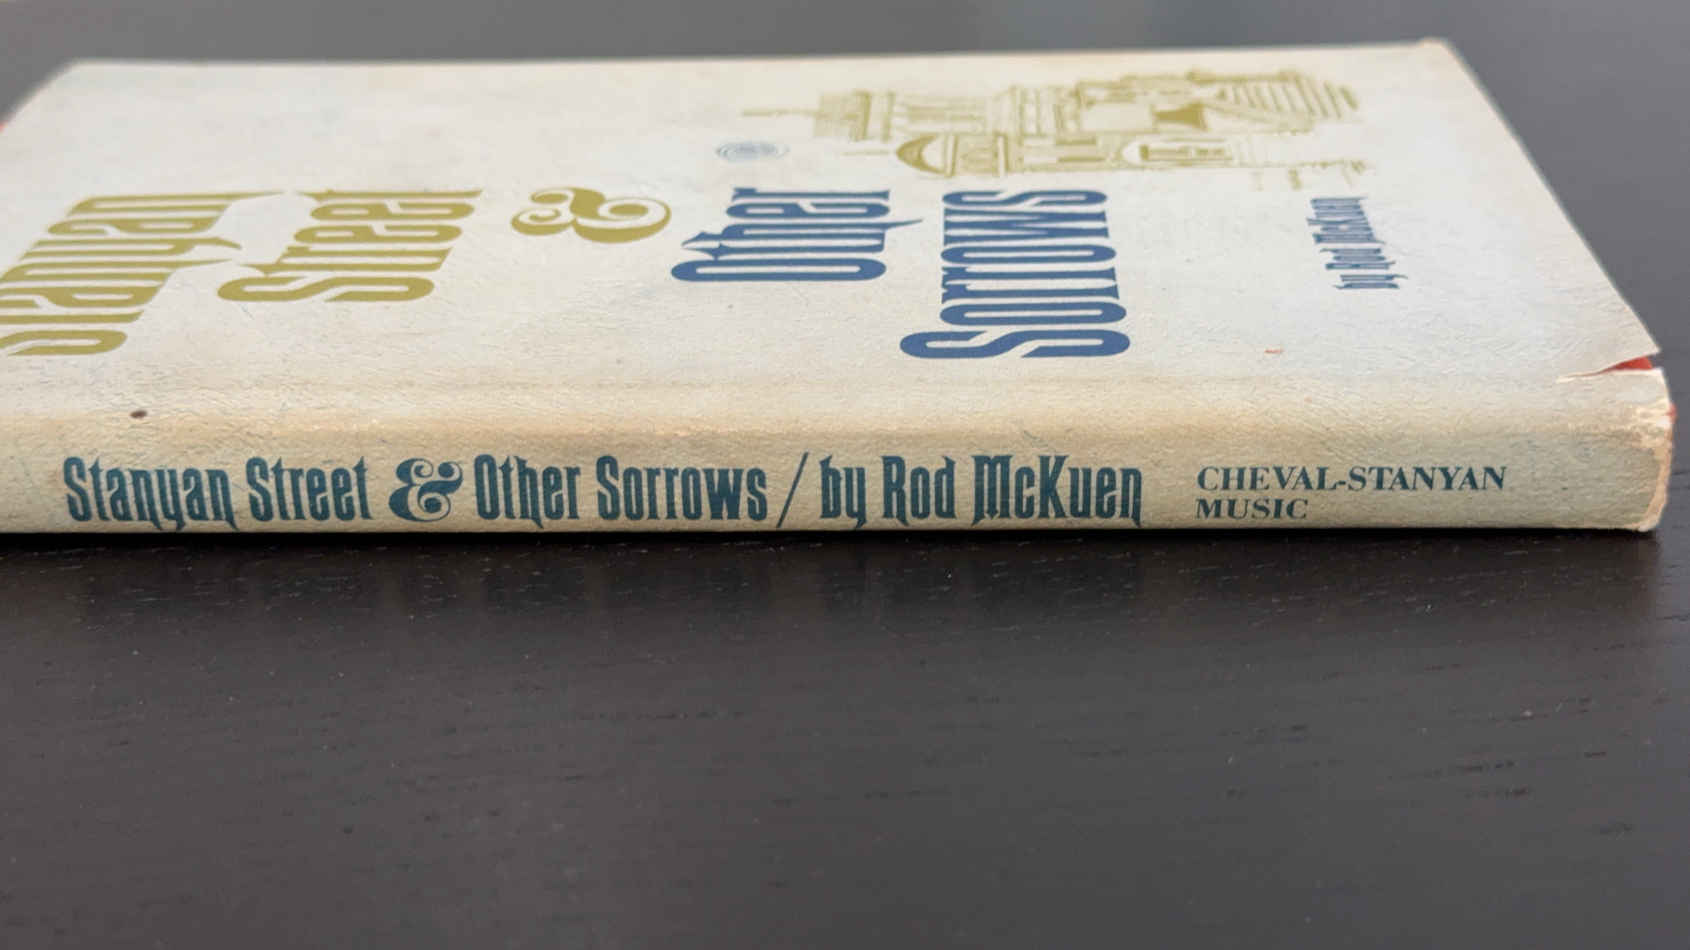 Stanyan
Street
&
Other
Sorrows
by Rod McKuen
Stanyan Street & Other Sorrows / by Rod McKuen
CHEVAL-STANYAN
MUSIC